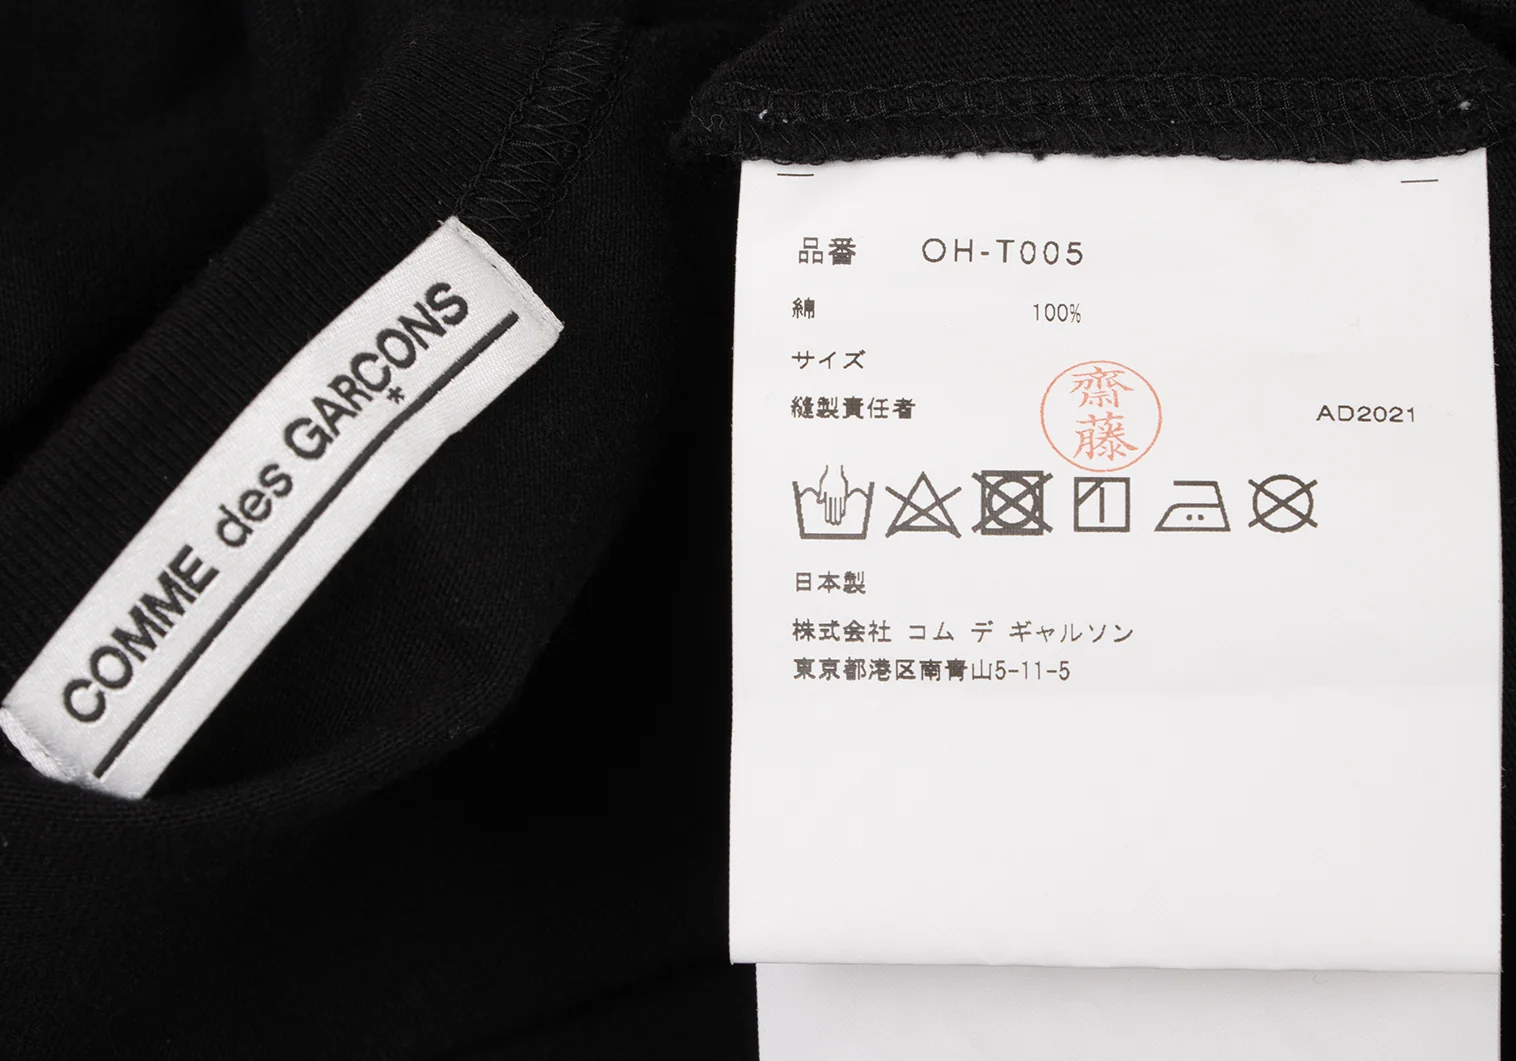 COMME des GARCONS
*
品番 OH-T005
綿 100%
サイズ
縫製責任者 齋藤 AD2021
日本製
株式会社 コム デ ギャルソン
東京都港区南青山5-11-5